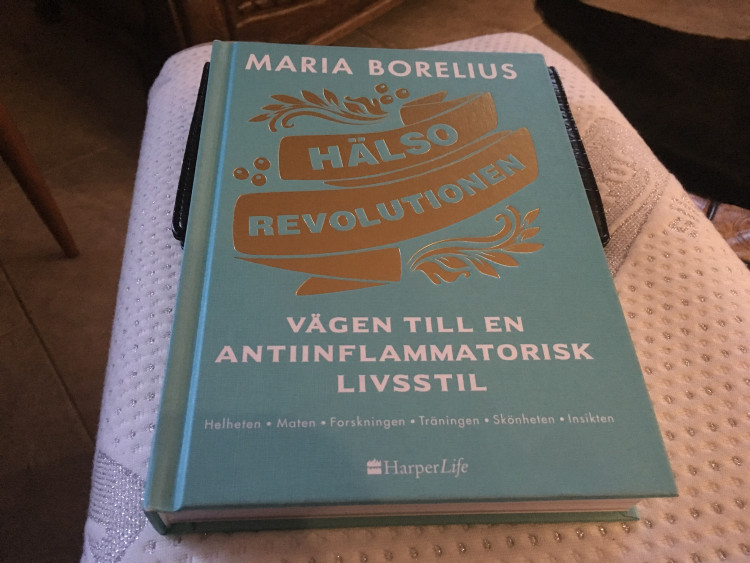 MARIA BORELIUS
HÄLSO
REVOLUTIONEN
VÄGEN TILL EN
ANTIINFLAMMATORISK
LIVSSTIL
Helheten • Maten • Forskningen • Träningen • Skönheten • Insikten
HarperLife